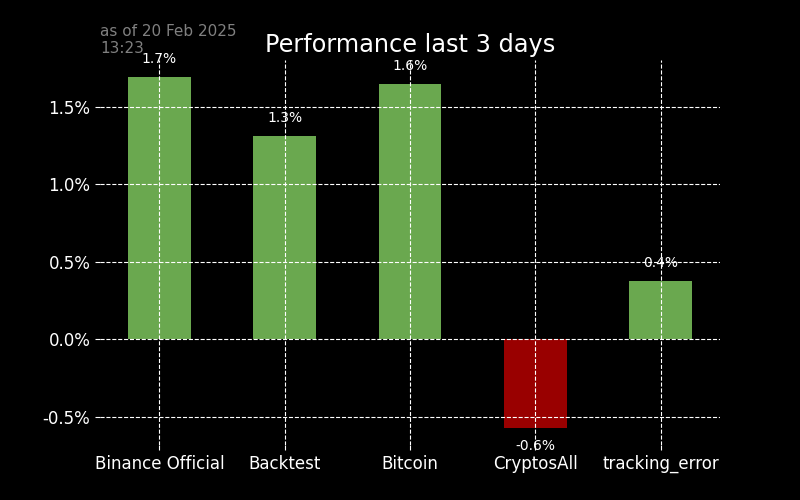 as of 20 Feb 2025
13:23
Performance last 3 days
1.7%
1.6%
1.3%
0.4%
-0.6%
1.5%
1.0%
0.5%
0.0%
-0.5%
Binance Official
Backtest
Bitcoin
CryptosAll
tracking_error